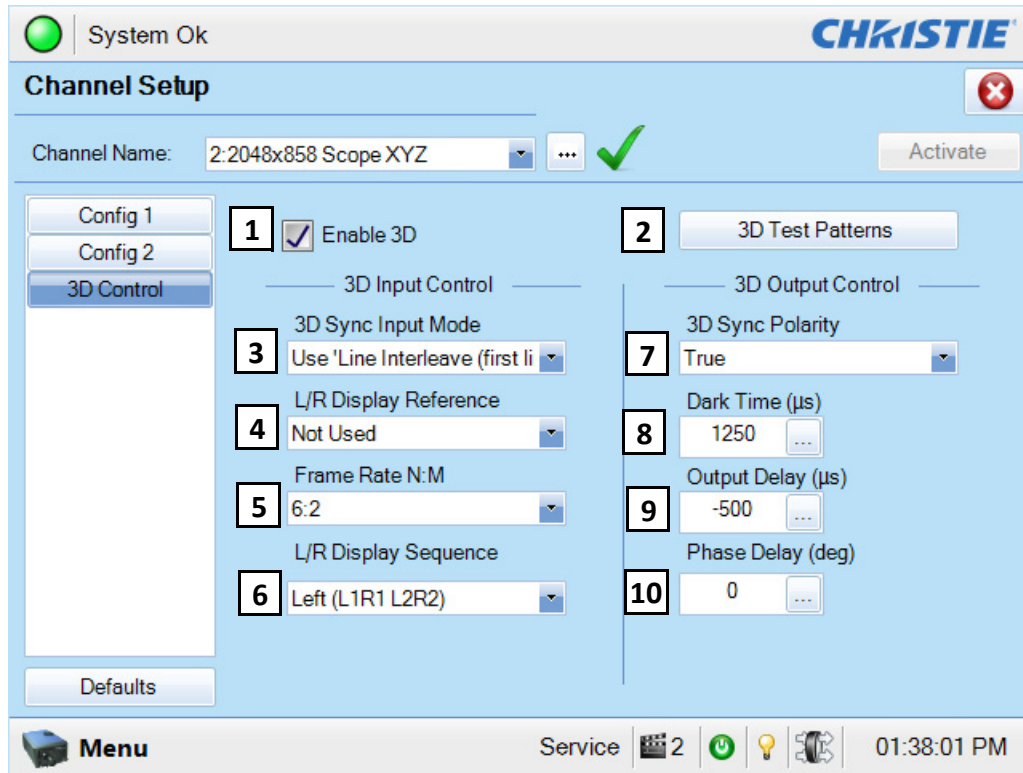 System Ok
CHRISTIE
Channel Setup
Channel Name: 2:2048x858 Scope XYZ ... Activate
Config 1
Config 2
3D Control
Defaults
1 Enable 3D
2 3D Test Patterns
3D Input Control
3D Sync Input Mode
3 Use 'Line Interleave (first li
L/R Display Reference
4 Not Used
Frame Rate N:M
5 6:2
L/R Display Sequence
6 Left (L1R1 L2R2)
3D Output Control
3D Sync Polarity
7 True
Dark Time (µs)
8 1250 ...
Output Delay (µs)
9 -500 ...
Phase Delay (deg)
10 0 ...
Menu
Service 2 01:38:01 PM